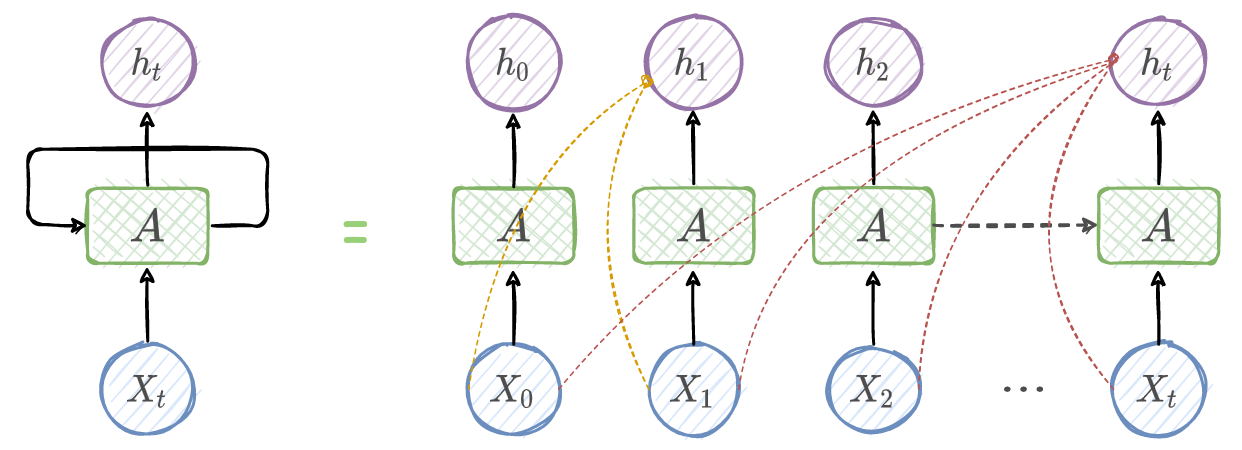 h_t h_0 h_1 h_2 h_t
A = A A A A
X_t X_0 X_1 X_2 ... X_t